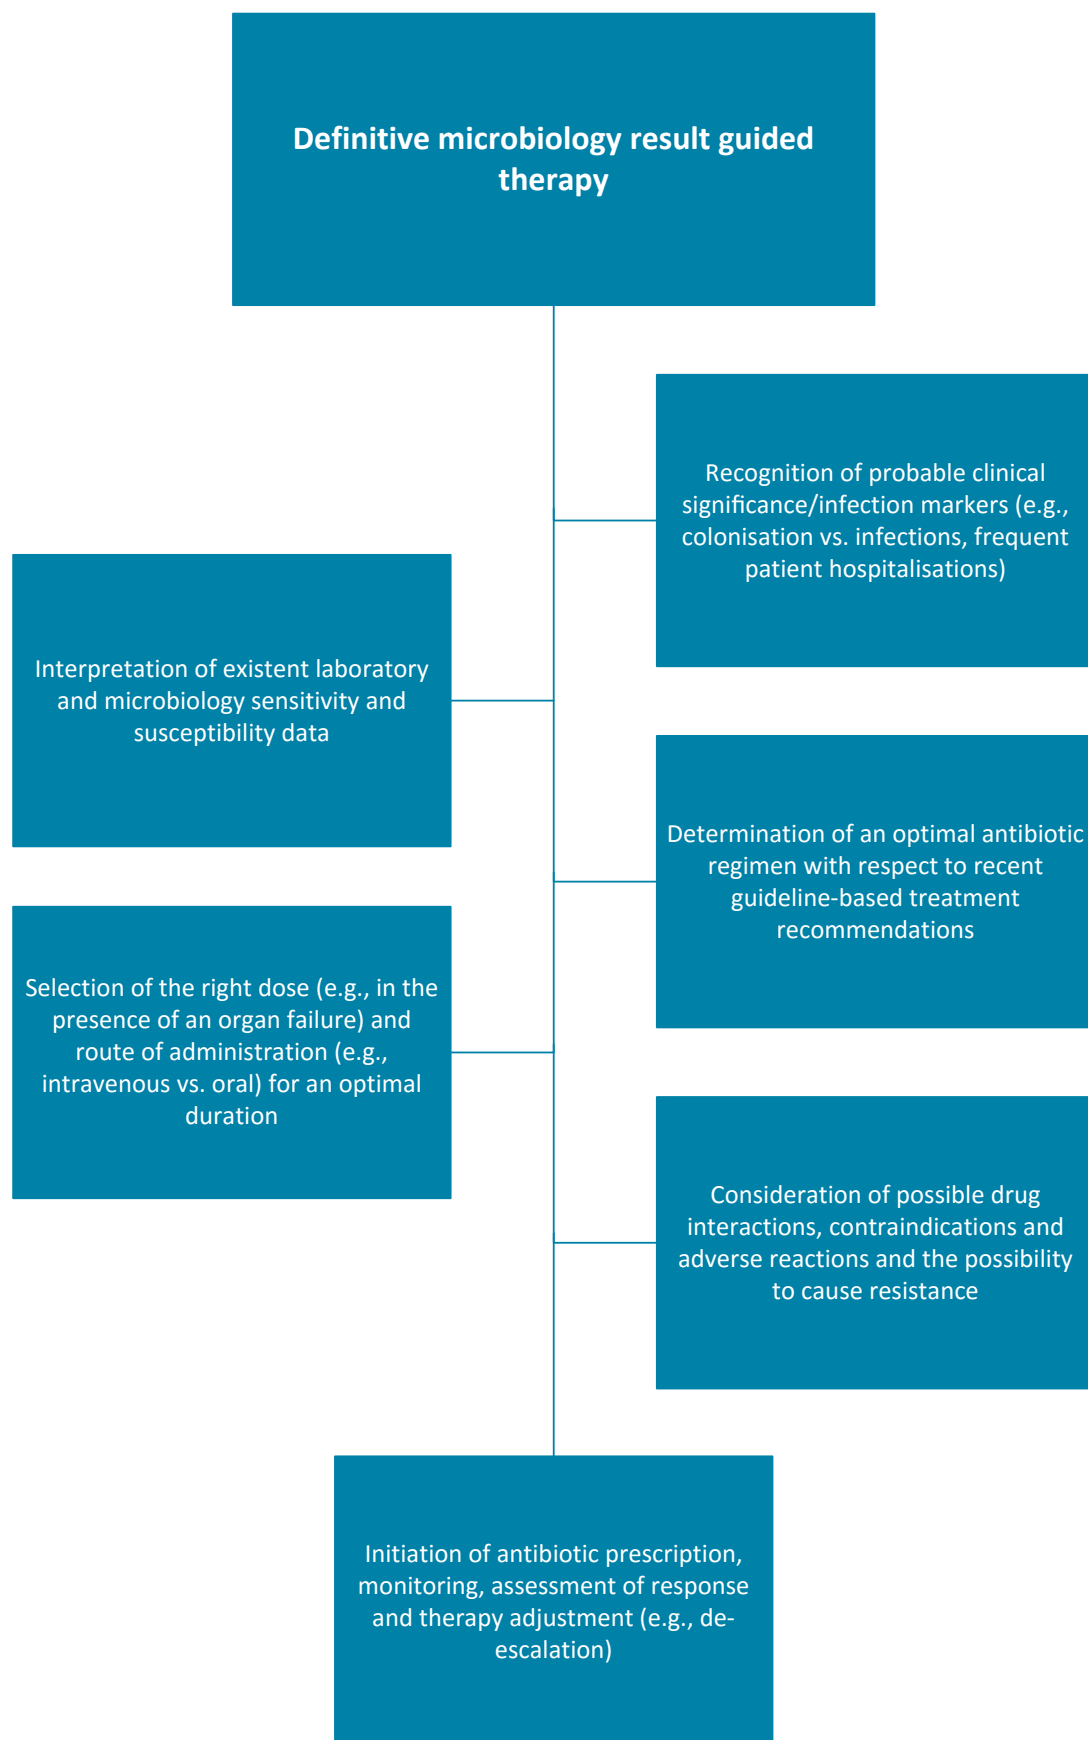 Definitive microbiology result guided
therapy
Recognition of probable clinical
significance/infection markers (e.g.,
colonisation vs. infections, frequent
patient hospitalisations)
Interpretation of existent laboratory
and microbiology sensitivity and
susceptibility data
Determination of an optimal antibiotic
regimen with respect to recent
guideline-based treatment
recommendations
Selection of the right dose (e.g., in the
presence of an organ failure) and
route of administration (e.g.,
intravenous vs. oral) for an optimal
duration
Consideration of possible drug
interactions, contraindications and
adverse reactions and the possibility
to cause resistance
Initiation of antibiotic prescription,
monitoring, assessment of response
and therapy adjustment (e.g., de-
escalation)